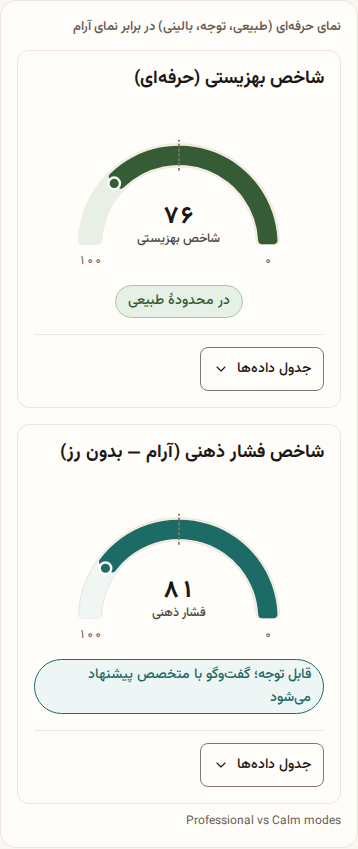 نمای حرفه‌ای (طبیعی، توجه، بالینی) در برابر نمای آرام
شاخص بهزیستی (حرفه‌ای)
۷۶
شاخص بهزیستی
۰
۱۰۰
در محدودهٔ طبیعی
جدول داده‌ها
شاخص فشار ذهنی (آرام — بدون رز)
۸۱
فشار ذهنی
۰
۱۰۰
قابل توجه؛ گفت‌وگو با متخصص پیشنهاد
می‌شود
جدول داده‌ها
Professional vs Calm modes